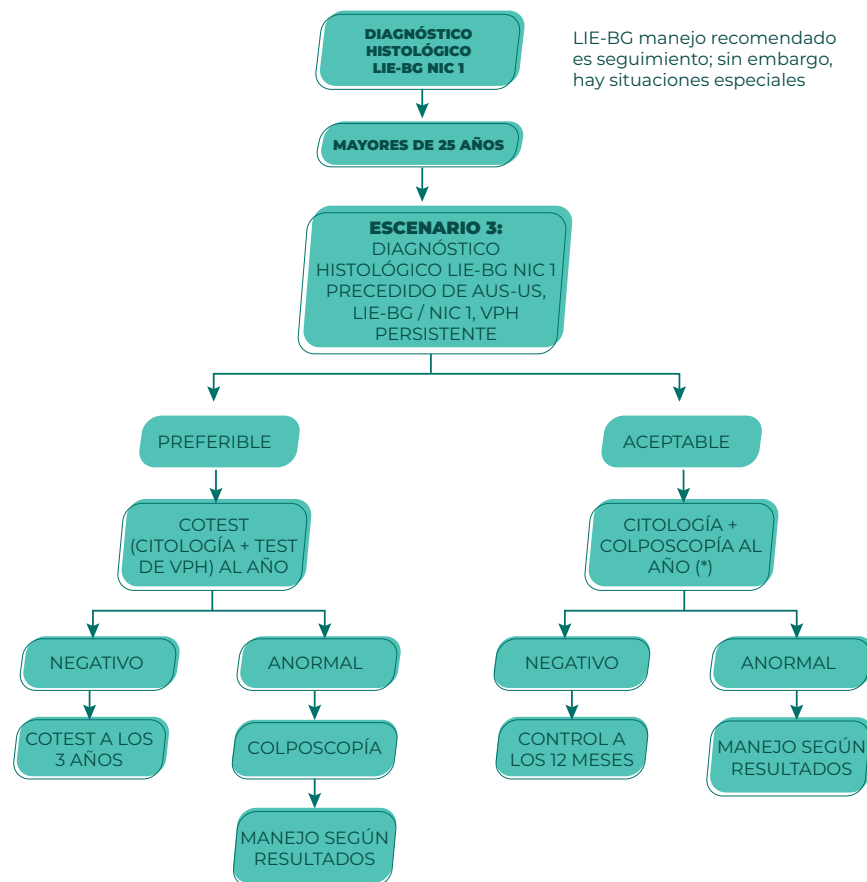 DIAGNÓSTICO
HISTOLÓGICO
LIE-BG NIC 1
LIE-BG manejo recomendado
es seguimiento; sin embargo,
hay situaciones especiales
MAYORES DE 25 AÑOS
ESCENARIO 3:
DIAGNÓSTICO
HISTOLÓGICO LIE-BG NIC 1
PRECEDIDO DE AUS-US,
LIE-BG / NIC 1, VPH
PERSISTENTE
PREFERIBLE
ACEPTABLE
COTEST
(CITOLOGÍA + TEST
DE VPH) AL AÑO
CITOLOGÍA +
COLPOSCOPÍA AL
AÑO (*)
NEGATIVO
ANORMAL
NEGATIVO
ANORMAL
COTEST A LOS
3 AÑOS
COLPOSCOPÍA
CONTROL A
LOS 12 MESES
MANEJO SEGÚN
RESULTADOS
MANEJO SEGÚN
RESULTADOS